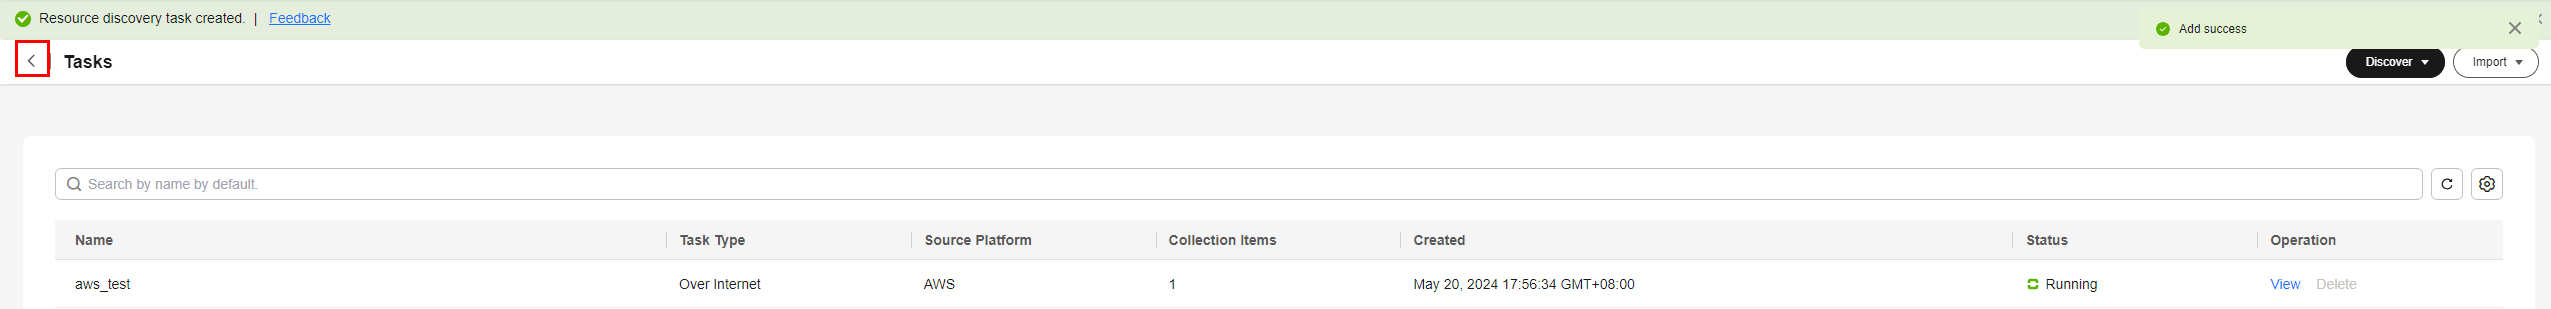 Resource discovery task created. | Feedback
Add success
Tasks
Discover
Import
Search by name by default.
Name Task Type Source Platform Collection Items Created Status Operation
aws_test Over Internet AWS 1 May 20, 2024 17:56:34 GMT+08:00 Running View Delete